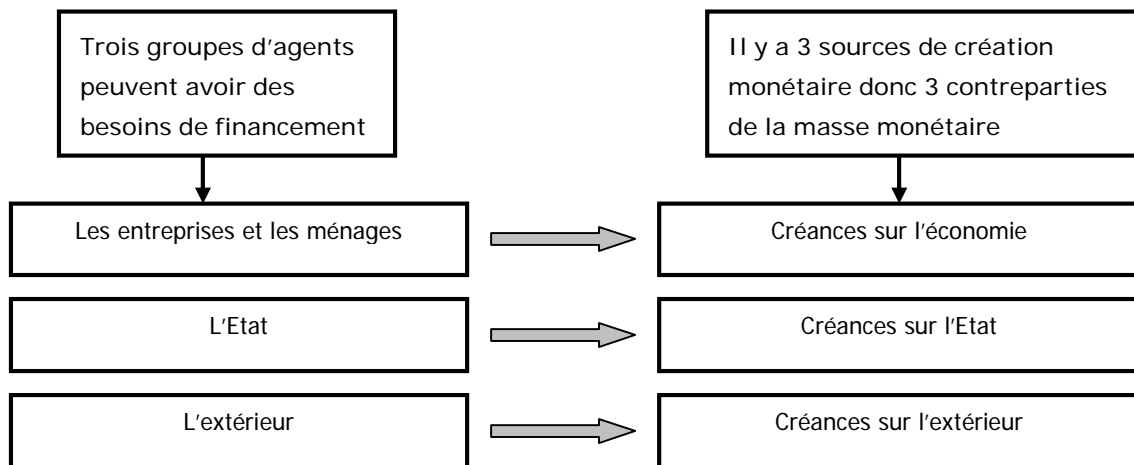 Trois groupes d'agents
peuvent avoir des
besoins de financement
Il y a 3 sources de création
monétaire donc 3 contreparties
de la masse monétaire
Les entreprises et les ménages
Créances sur l'économie
L'Etat
Créances sur l'Etat
L'extérieur
Créances sur l'extérieur